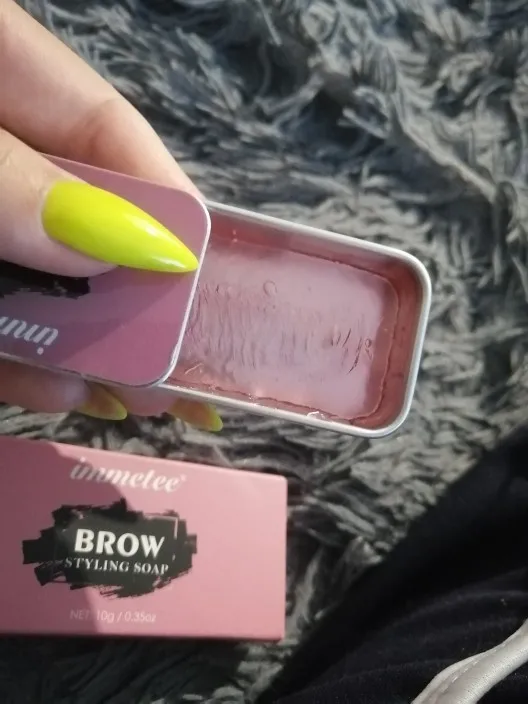 immetee®
BROW
STYLING SOAP
NET 10g / 0.35oz